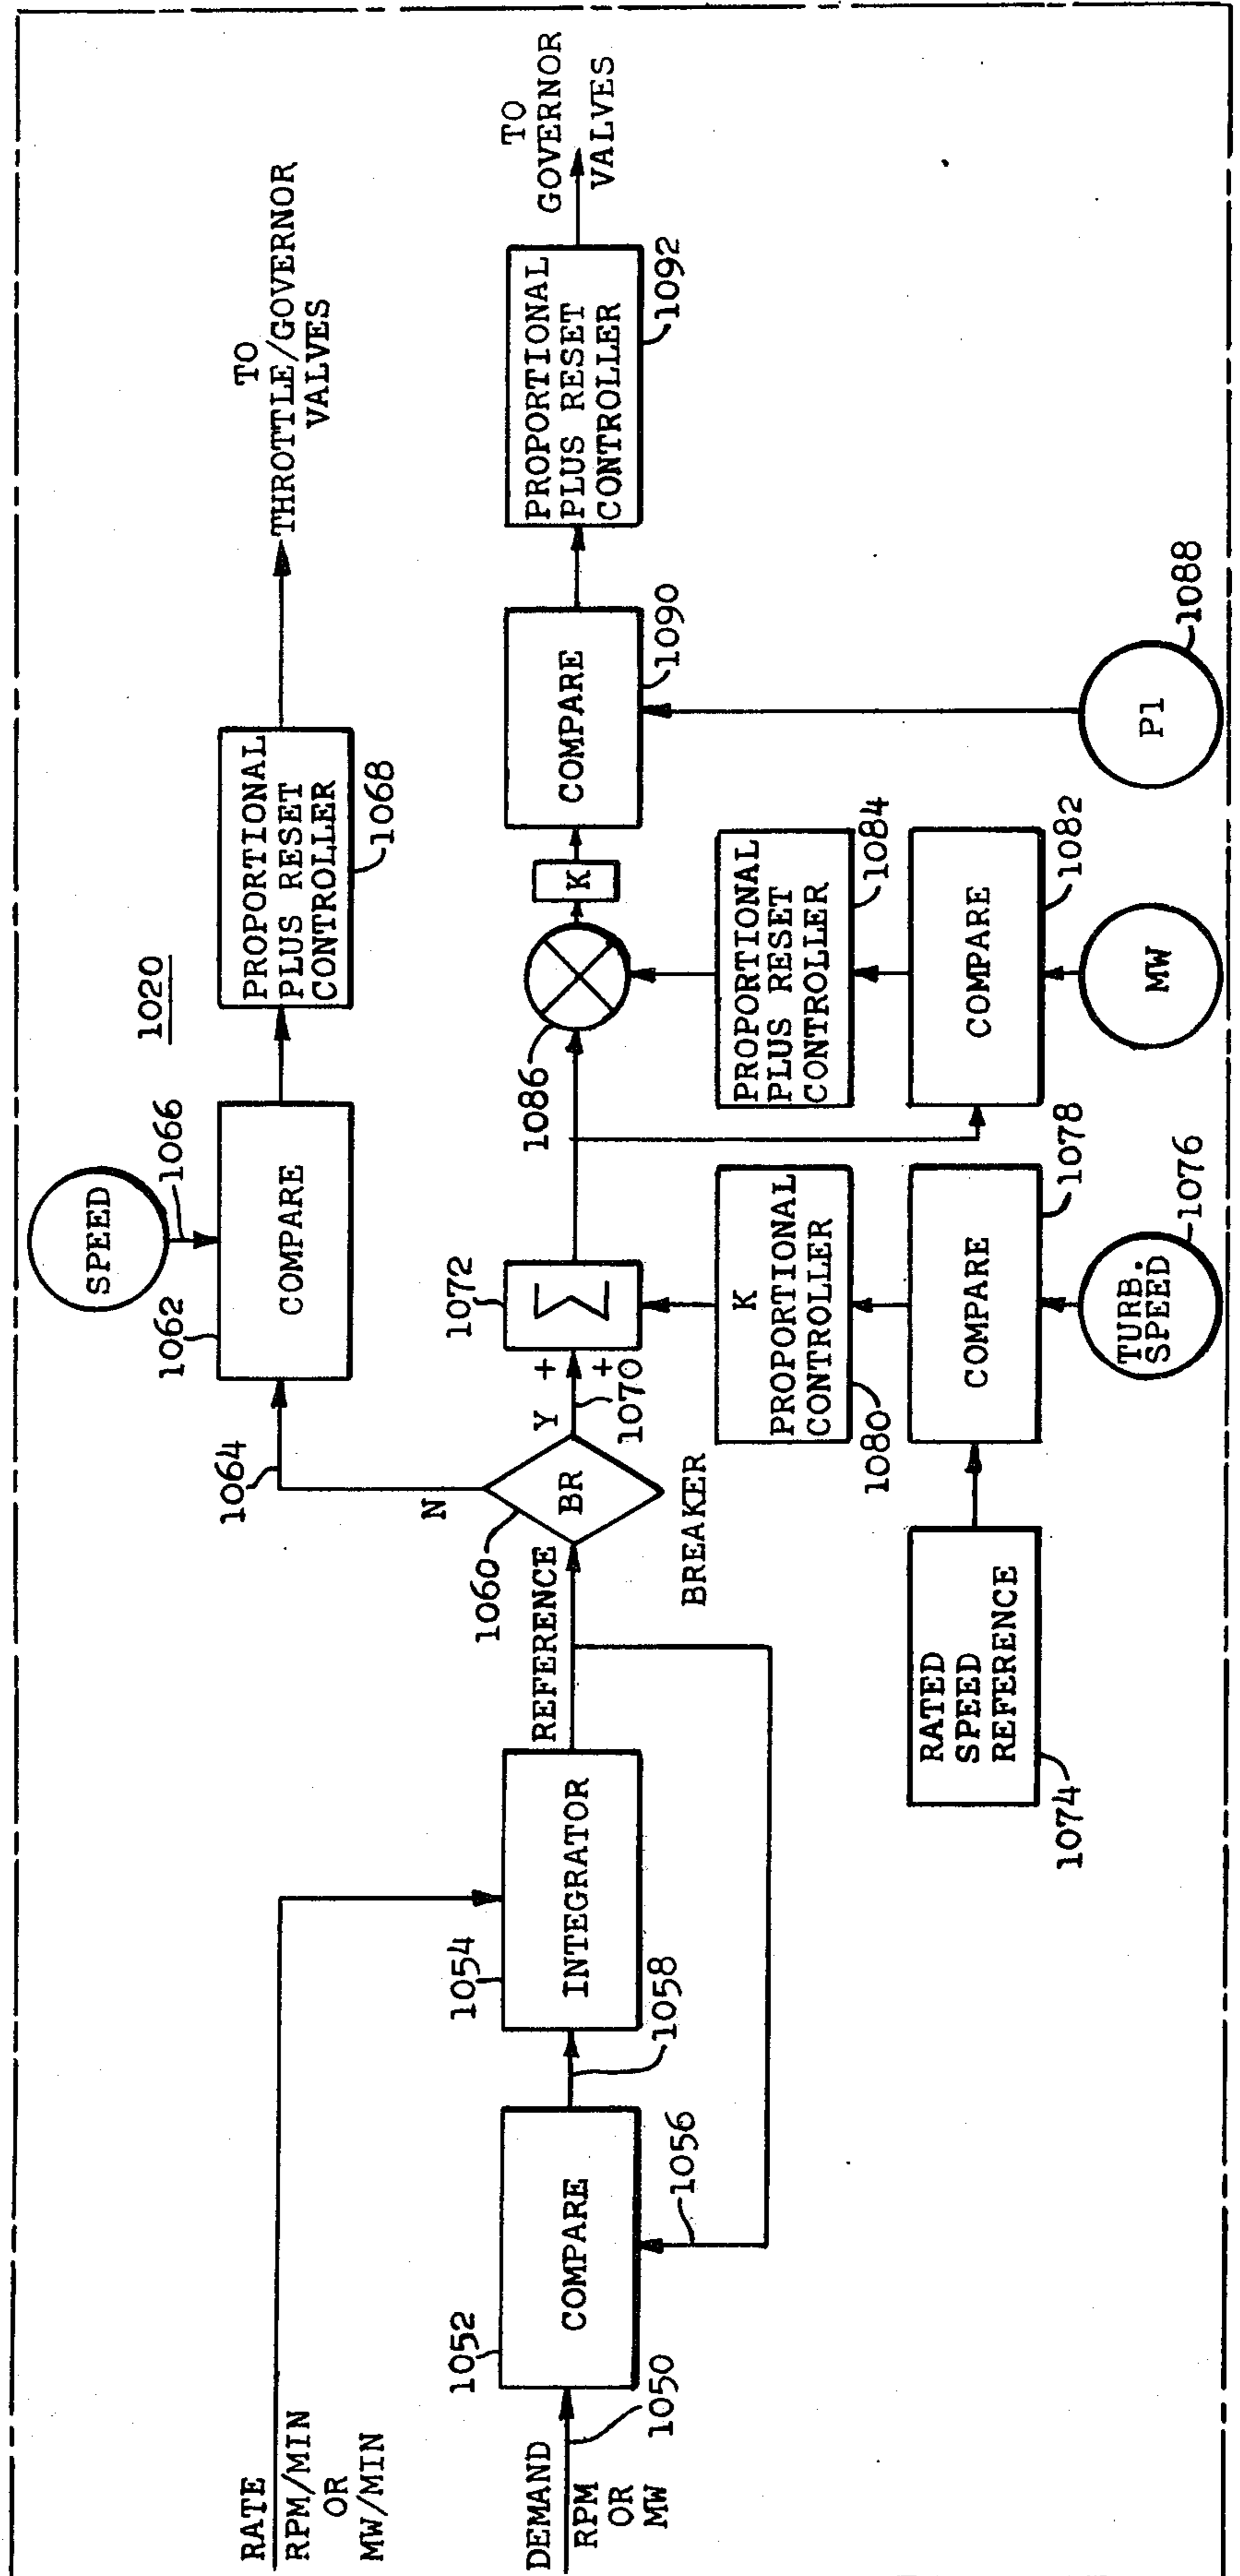 1020
RATE
RPM/MIN
OR
MW/MIN
DEMAND
RPM
OR
MW
1050
1052
COMPARE
1056
1058
1054
INTEGRATOR
REFERENCE
1060
BR
BREAKER
N
Y
+
+
1070
1064
1062
COMPARE
SPEED
1066
PROPORTIONAL
PLUS RESET
CONTROLLER
1068
TO
THROTTLE/GOVERNOR
VALVES
1072
Σ
K
PROPORTIONAL
CONTROLLER
1080
RATED
SPEED
REFERENCE
1074
COMPARE
1078
TURB.
SPEED
1076
1086
K
PROPORTIONAL
PLUS RESET
CONTROLLER
1084
COMPARE
1082
MW
COMPARE
1090
P1
1088
PROPORTIONAL
PLUS RESET
CONTROLLER
1092
TO
GOVERNOR
VALVES